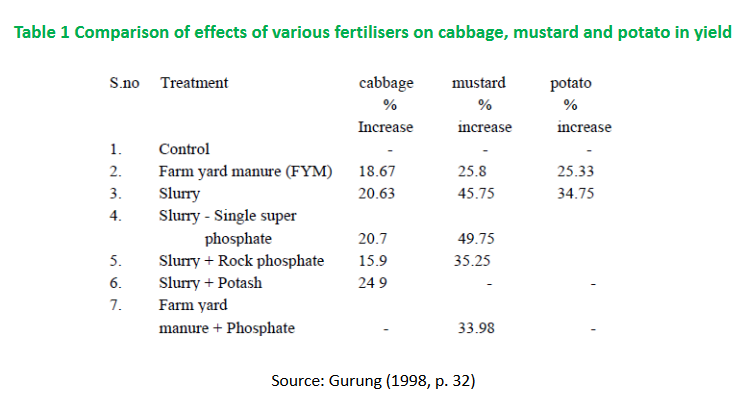 Table 1 Comparison of effects of various fertilisers on cabbage, mustard and potato in yield
S.no Treatment cabbage mustard potato
% % %
Increase increase increase
1. Control - - -
2. Farm yard manure (FYM) 18.67 25.8 25.33
3. Slurry 20.63 45.75 34.75
4. Slurry - Single super
phosphate 20.7 49.75
5. Slurry + Rock phosphate 15.9 35.25
6. Slurry + Potash 24 9 - -
7. Farm yard
manure + Phosphate - 33.98 -
Source: Gurung (1998, p. 32)